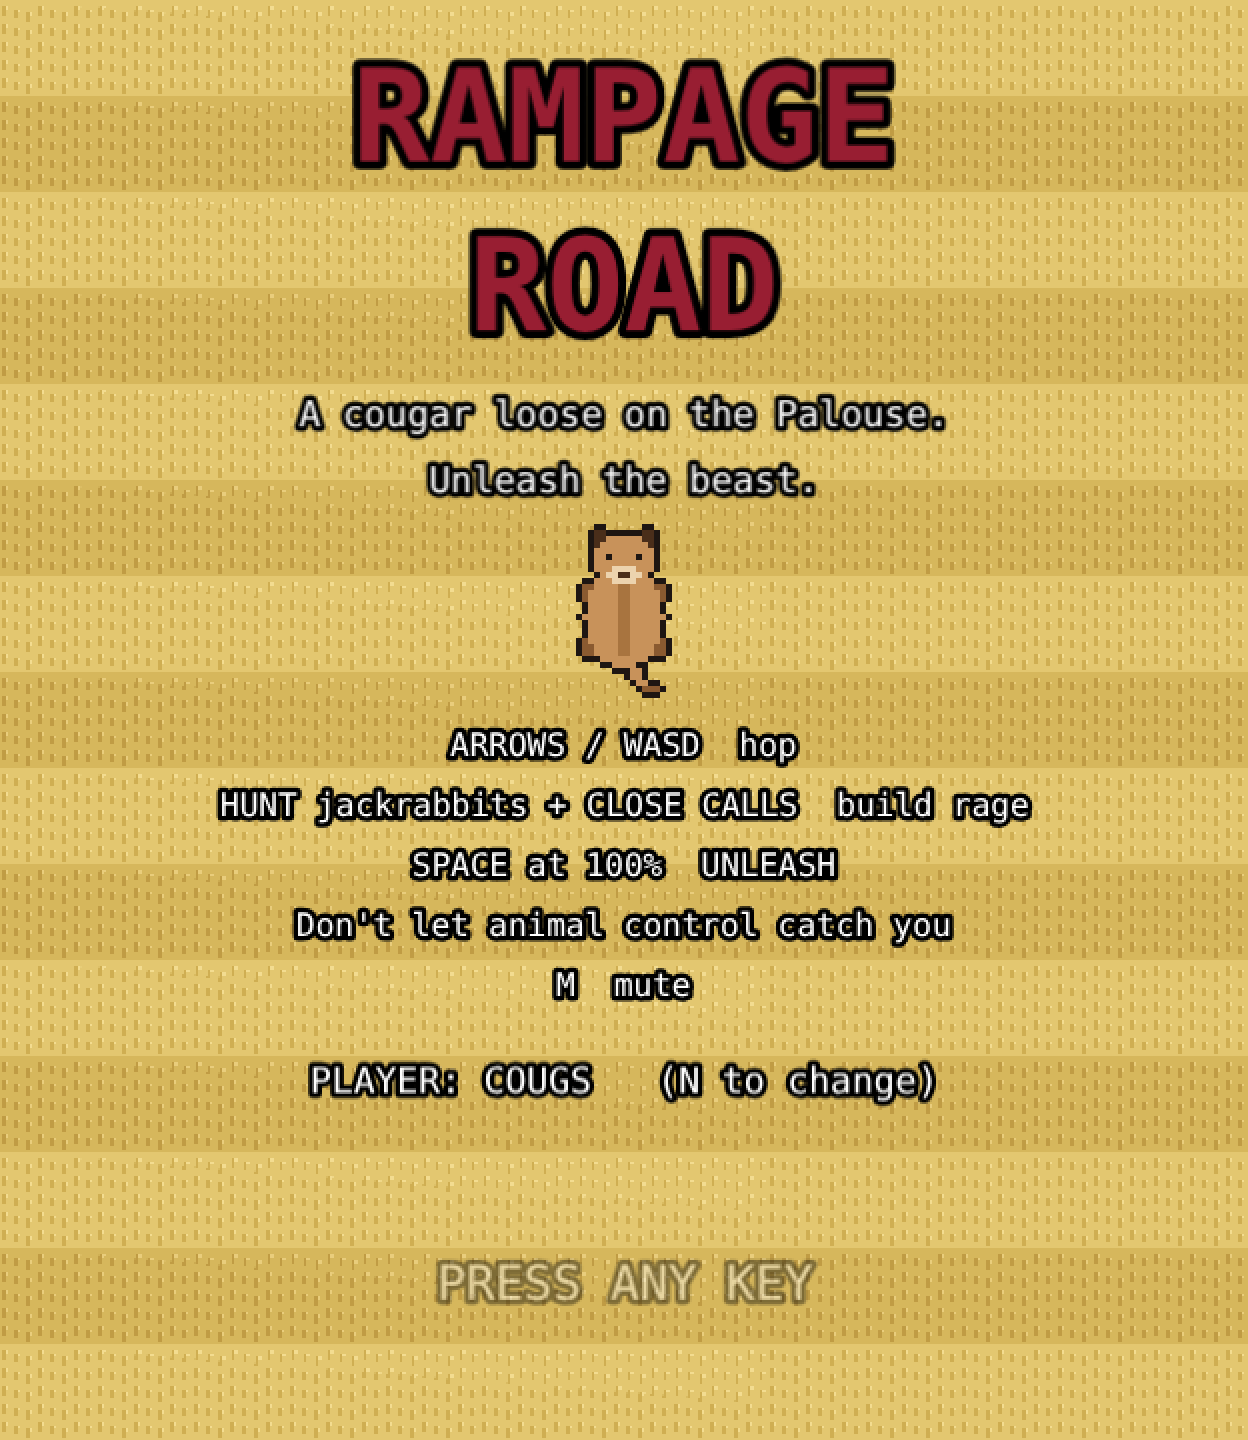 RAMPAGE
ROAD
A cougar loose on the Palouse.
Unleash the beast.
ARROWS / WASD  hop
HUNT jackrabbits + CLOSE CALLS  build rage
SPACE at 100%  UNLEASH
Don't let animal control catch you
M  mute
PLAYER: COUGS   (N to change)
PRESS ANY KEY